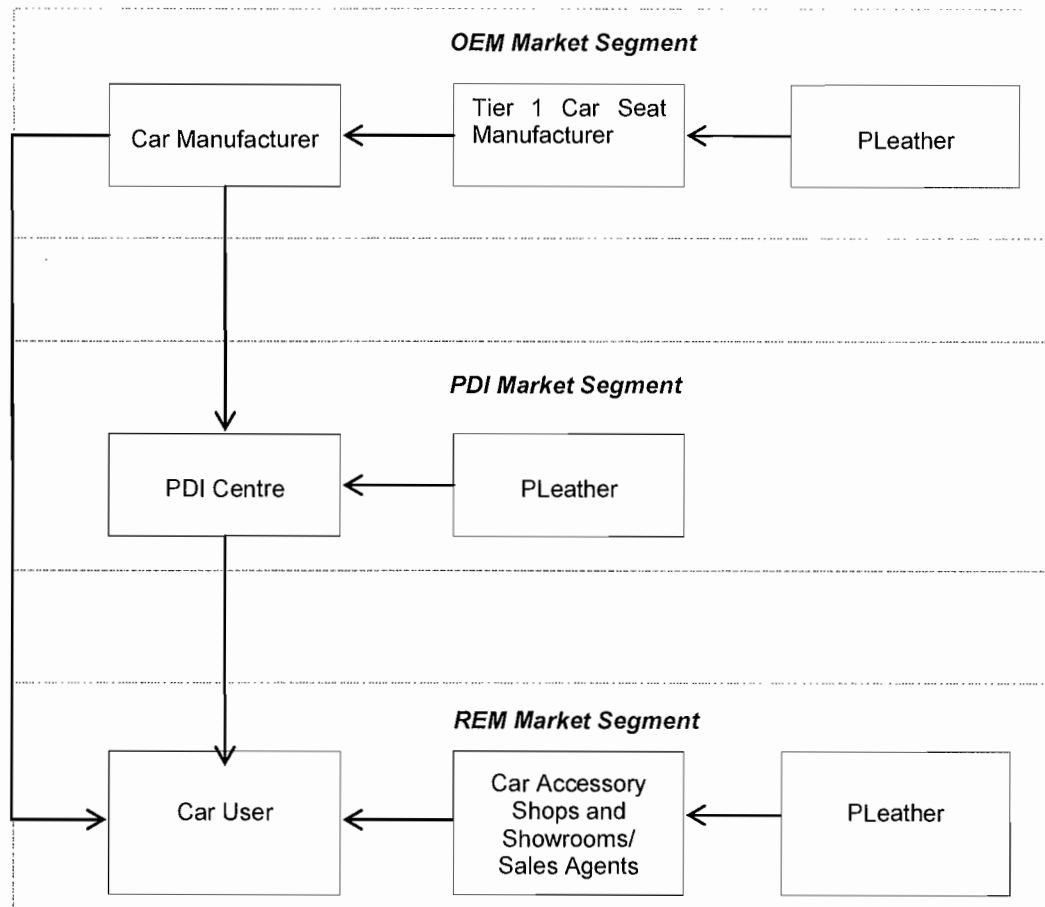 OEM Market Segment
Car Manufacturer
Tier 1 Car Seat
Manufacturer
PLeather
PDI Market Segment
PDI Centre
PLeather
REM Market Segment
Car User
Car Accessory
Shops and
Showrooms/
Sales Agents
PLeather